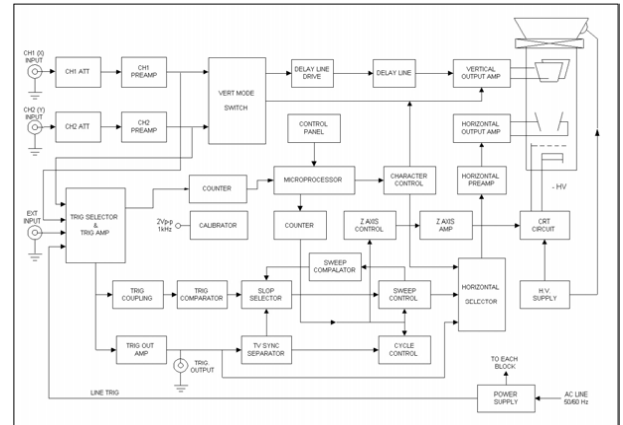 CH1 (X)
INPUT
CH1 ATT
CH1
PREAMP
VERT MODE
SWITCH
DELAY LINE
DRIVE
DELAY LINE
VERTICAL
OUTPUT AMP
CH2 (Y)
INPUT
CH2 ATT
CH2
PREAMP
CONTROL
PANEL
HORIZONTAL
OUTPUT AMP
COUNTER
MICROPROCESSOR
CHARACTER
CONTROL
HORIZONTAL
PREAMP
- HV
EXT
INPUT
TRIG SELECTOR
&
TRIG AMP
2Vp-p
1kHz
CALIBRATOR
COUNTER
Z AXIS
CONTROL
Z AXIS
AMP
CRT
CIRCUIT
SWEEP
COMPALATOR
TRIG
COUPLING
TRIG
COMPARATOR
SLOP
SELECTOR
SWEEP
CONTROL
HORIZONTAL
SELECTOR
H.V.
SUPPLY
TRIG OUT
AMP
TV SYNC
SEPARATOR
CYCLE
CONTROL
TRIG
OUTPUT
TO EACH
BLOCK
LINE TRIG
POWER
SUPPLY
AC LINE
50/60 Hz